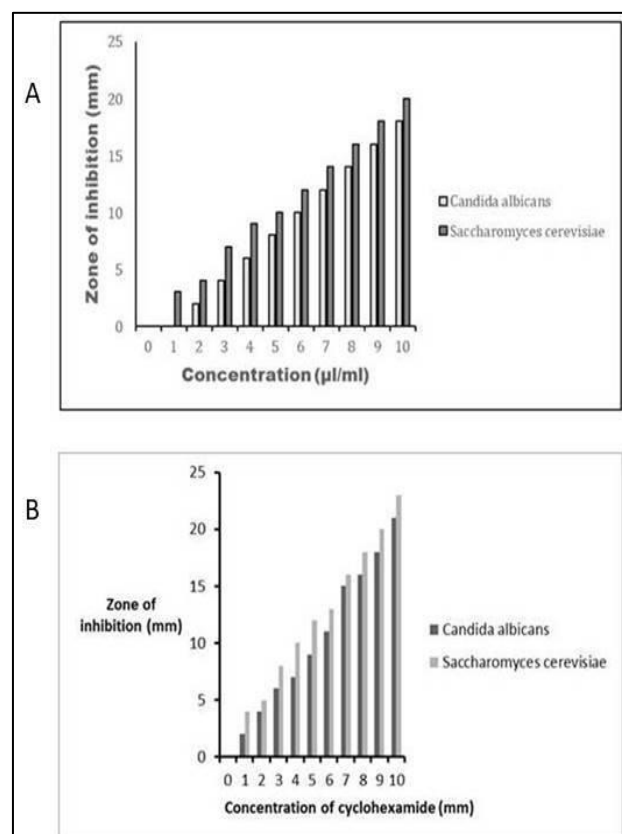 A
25
20
15
10
5
0
Zone of inhibition (mm)
0 1 2 3 4 5 6 7 8 9 10
Concentration (µl/ml)
Candida albicans
Saccharomyces cerevisiae
B
25
20
15
10
5
0
Zone of
inhibition (mm)
0 1 2 3 4 5 6 7 8 9 10
Concentration of cyclohexamide (mm)
Candida albicans
Saccharomyces cerevisiae